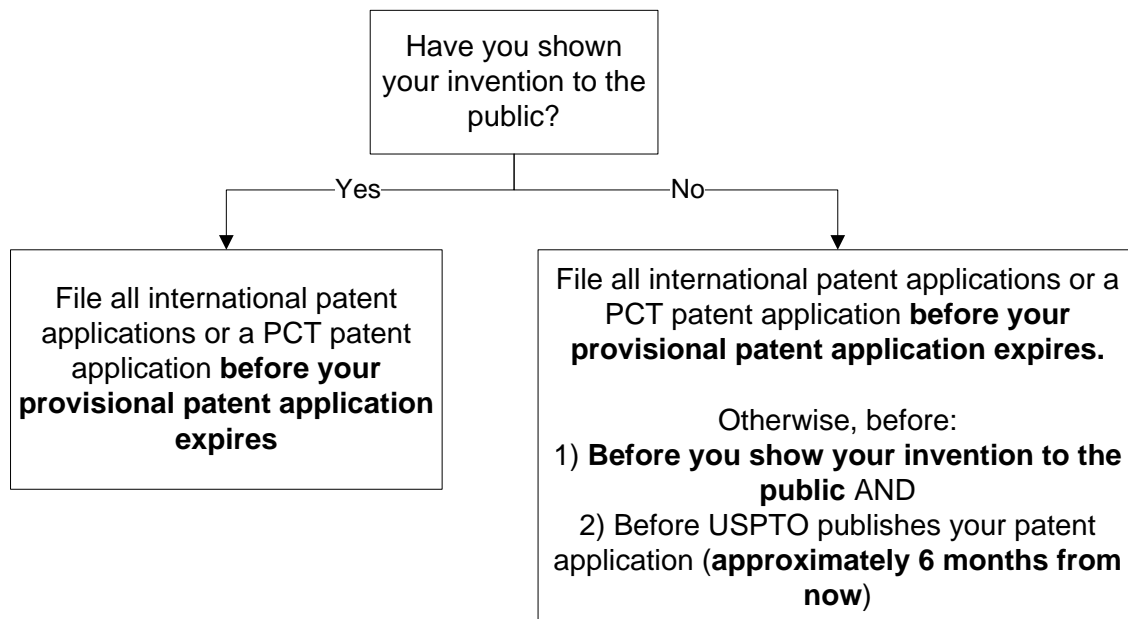 Have you shown
your invention to the
public?
Yes
No
File all international patent
applications or a PCT patent
application before your
provisional patent application
expires
File all international patent applications or a
PCT patent application before your
provisional patent application expires.
Otherwise, before:
1) Before you show your invention to the
public AND
2) Before USPTO publishes your patent
application (approximately 6 months from
now)